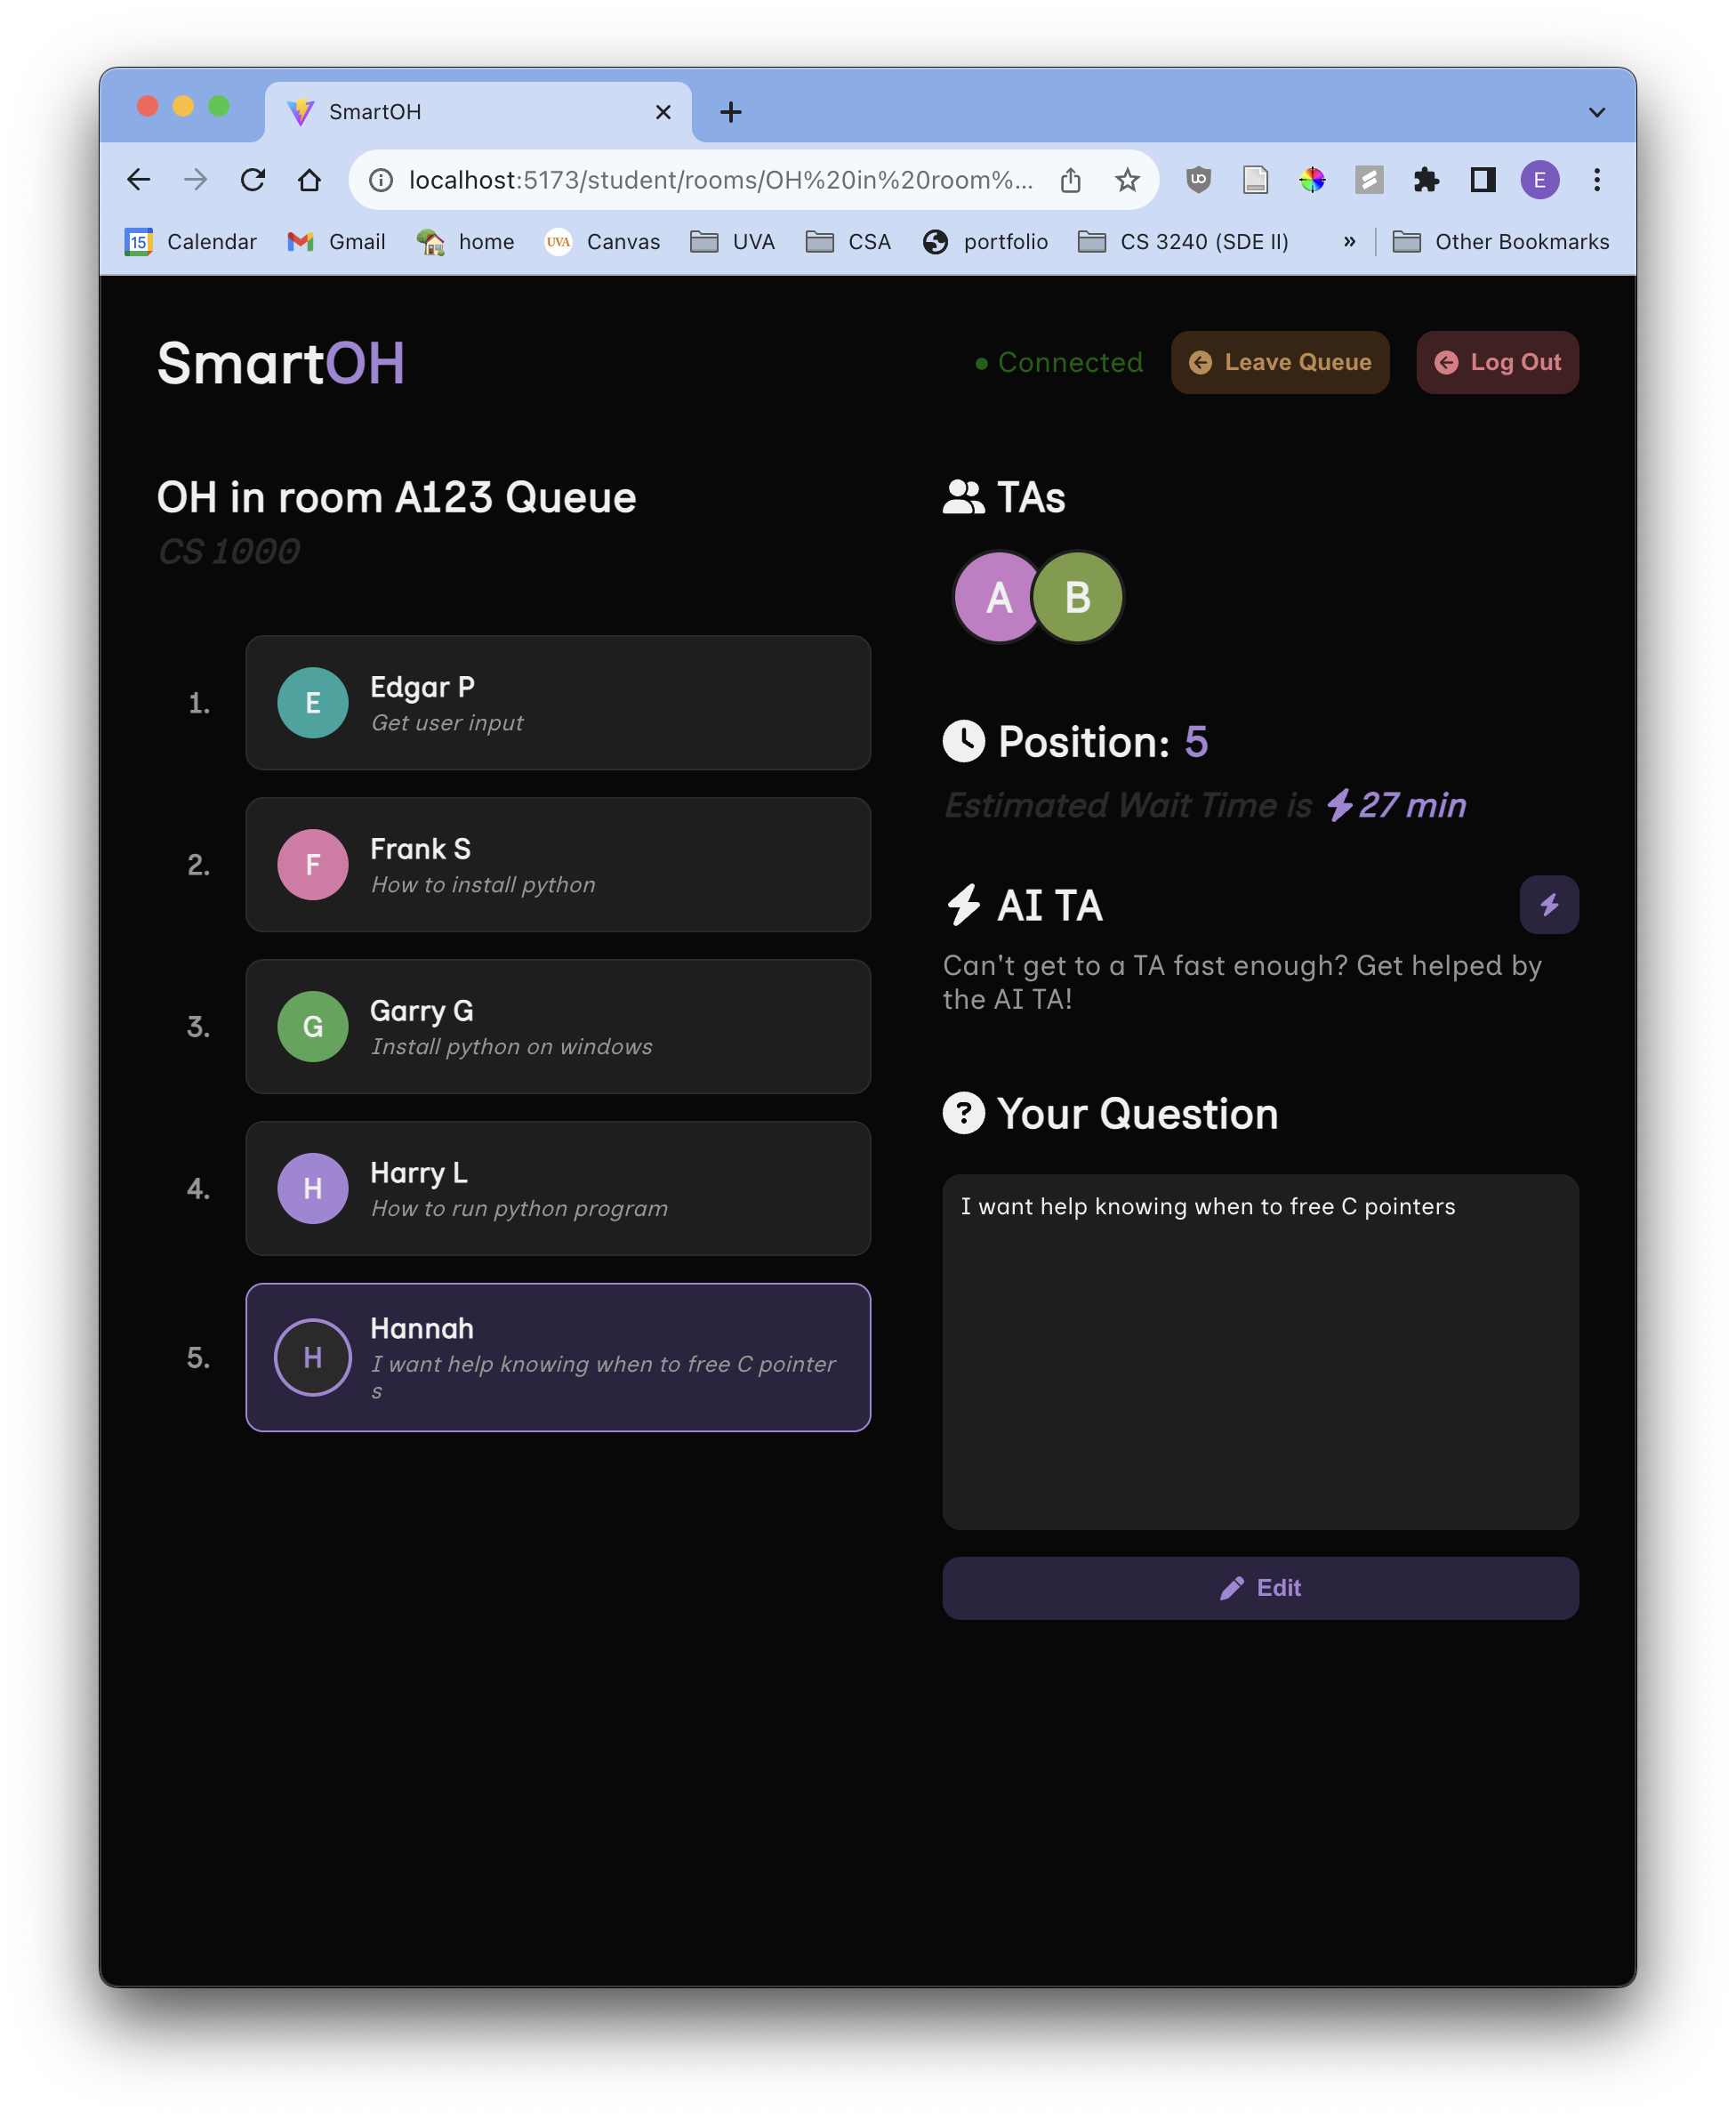 SmartOH
localhost:5173/student/rooms/OH%20in%20room%...
E
15 Calendar Gmail home UVA Canvas UVA CSA portfolio CS 3240 (SDE II) » Other Bookmarks
SmartOH
Connected
Leave Queue
Log Out
OH in room A123 Queue
CS 1000
1.
E
Edgar P
Get user input
2.
F
Frank S
How to install python
3.
G
Garry G
Install python on windows
4.
H
Harry L
How to run python program
5.
H
Hannah
I want help knowing when to free C pointer
s
TAs
A B
Position: 5
Estimated Wait Time is 27 min
AI TA
Can't get to a TA fast enough? Get helped by
the AI TA!
Your Question
I want help knowing when to free C pointers
Edit